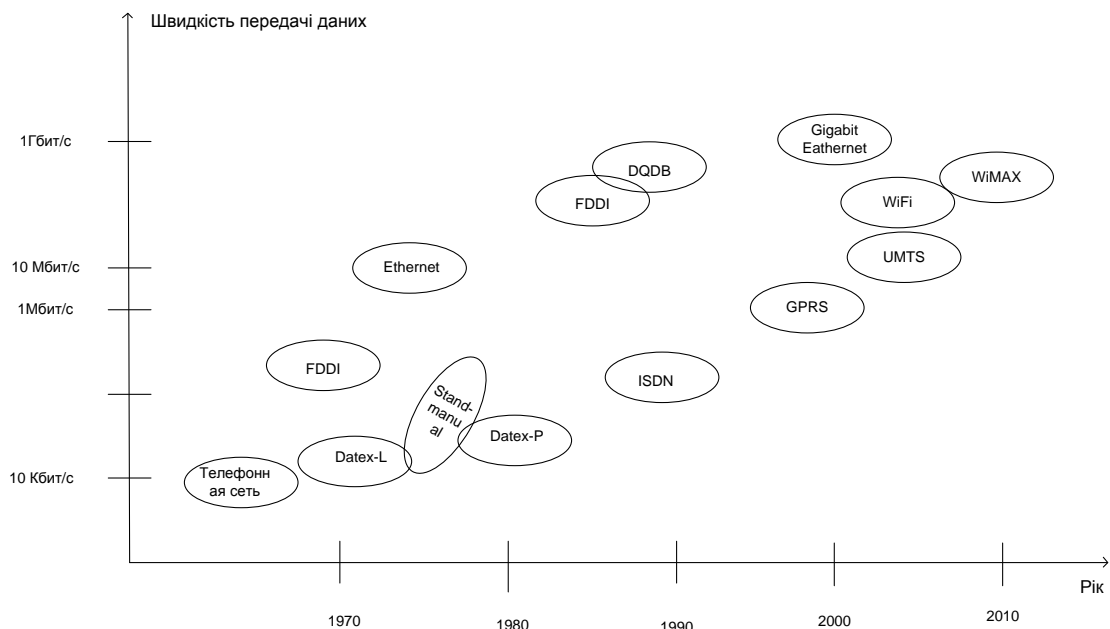 Швидкість передачі даних
1Гбит/с
Gigabit
Eathernet
DQDB
WiMAX
FDDI
WiFi
10 Мбит/с
Ethernet
UMTS
1Мбит/с
GPRS
FDDI
ISDN
Stand-
manu
al
Datex-P
Datex-L
10 Кбит/с
Телефонн
ая сеть
Рік
1970
1980
1990
2000
2010